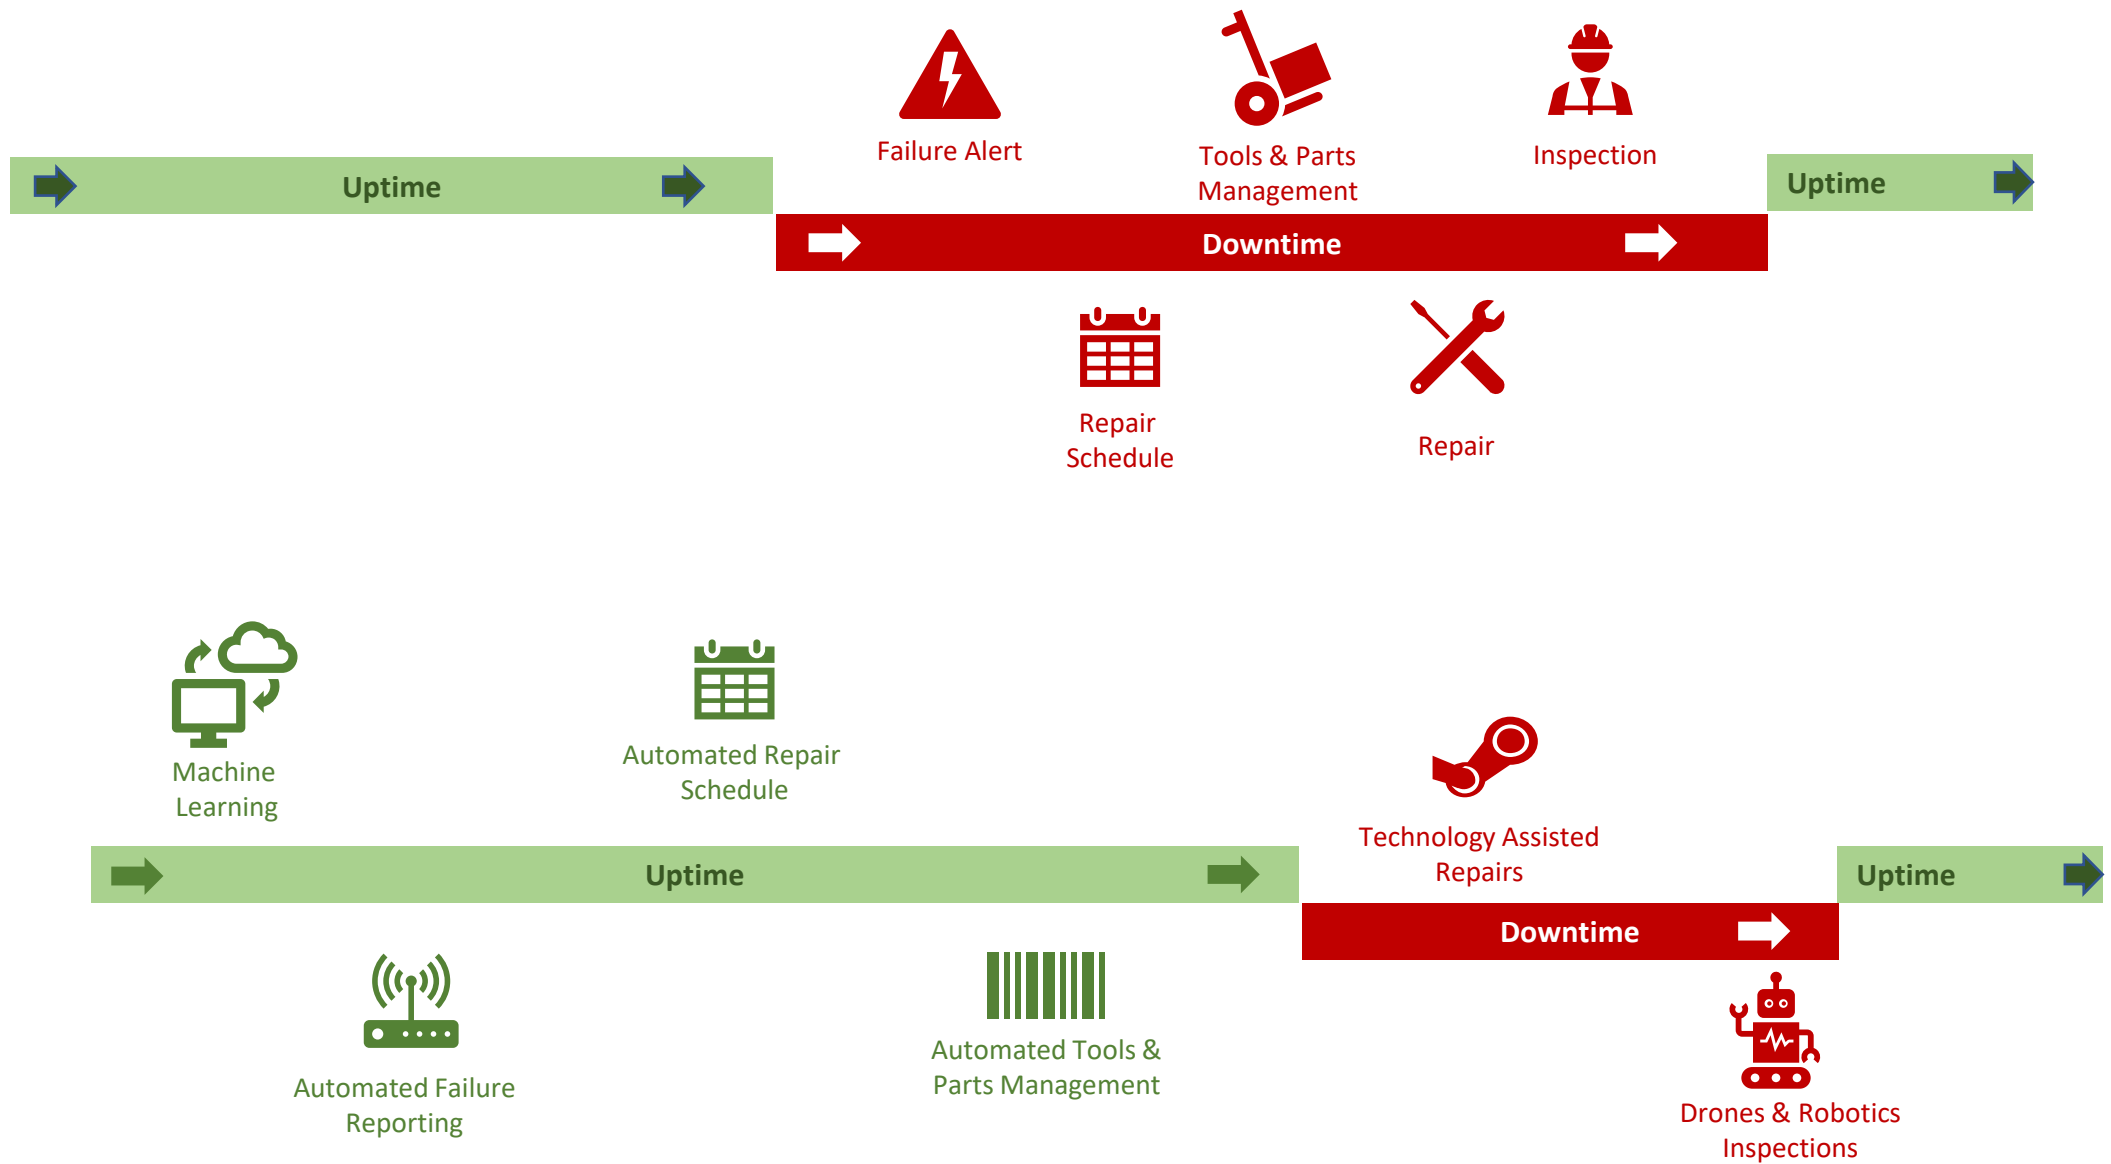 Failure Alert
Tools & Parts
Management
Inspection
Uptime
Uptime
Downtime
Repair
Schedule
Repair
Machine
Learning
Automated Repair
Schedule
Technology Assisted
Repairs
Uptime
Uptime
Downtime
Automated Failure
Reporting
Automated Tools &
Parts Management
Drones & Robotics
Inspections